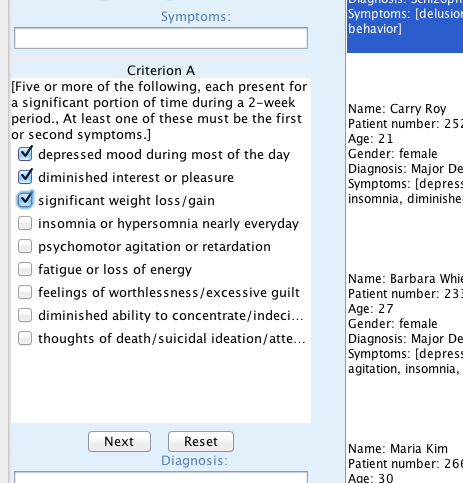 Symptoms:
Criterion A
[Five or more of the following, each present for
a significant portion of time during a 2-week
period., At least one of these must be the first
or second symptoms.]
depressed mood during most of the day
diminished interest or pleasure
significant weight loss/gain
insomnia or hypersomnia nearly everyday
psychomotor agitation or retardation
fatigue or loss of energy
feelings of worthlessness/excessive guilt
diminished ability to concentrate/indeci...
thoughts of death/suicidal ideation/atte...
Next Reset
Diagnosis:
Symptoms: [delusion
behavior]
Name: Carry Roy
Patient number: 252
Age: 21
Gender: female
Diagnosis: Major De
Symptoms: [depress
insomnia, diminishe
Name: Barbara Whie
Patient number: 233
Age: 27
Gender: female
Diagnosis: Major De
Symptoms: [depress
agitation, insomnia,
Name: Maria Kim
Patient number: 266
Age: 30